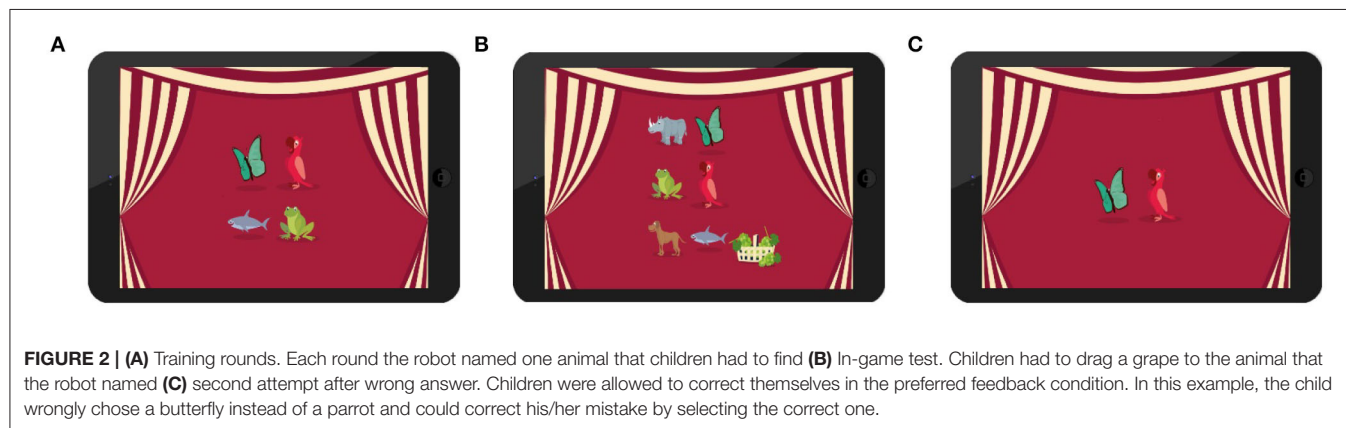 A
B
C
FIGURE 2 | (A) Training rounds. Each round the robot named one animal that children had to find (B) In-game test. Children had to drag a grape to the animal that
the robot named (C) second attempt after wrong answer. Children were allowed to correct themselves in the preferred feedback condition. In this example, the child
wrongly chose a butterfly instead of a parrot and could correct his/her mistake by selecting the correct one.